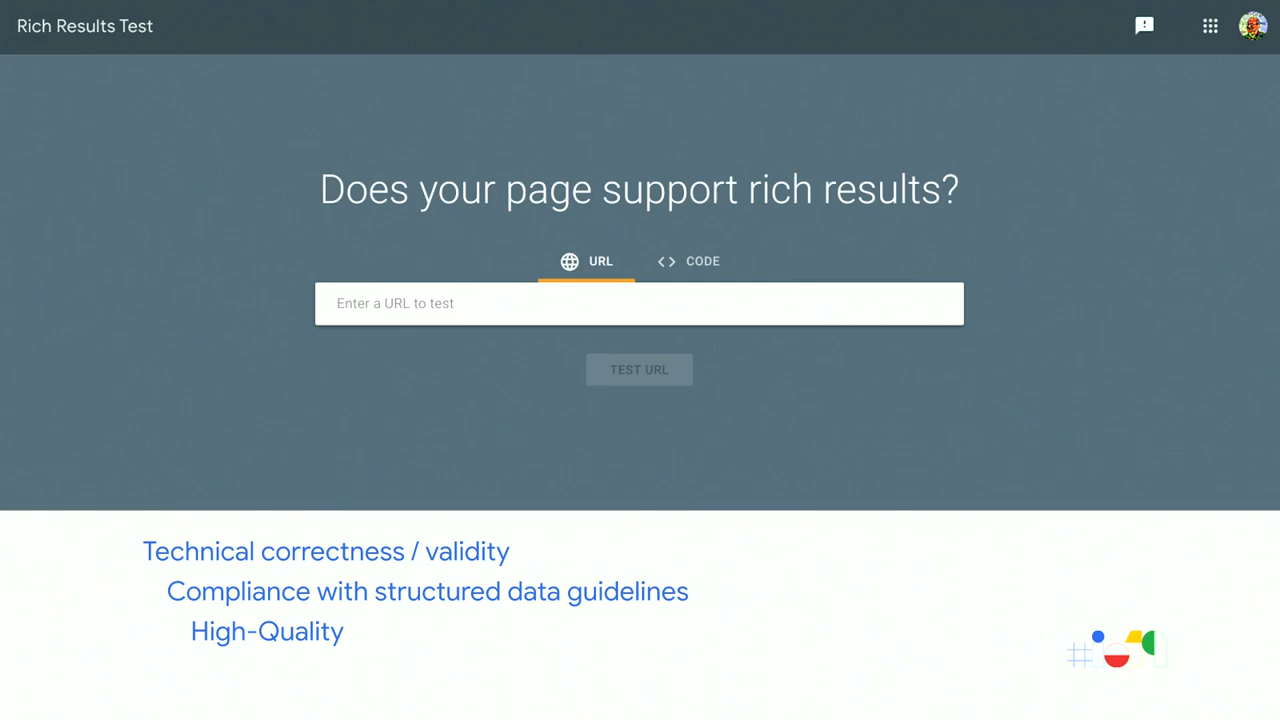 Rich Results Test
Does your page support rich results?
URL
CODE
Enter a URL to test
TEST URL
Technical correctness / validity
Compliance with structured data guidelines
High-Quality